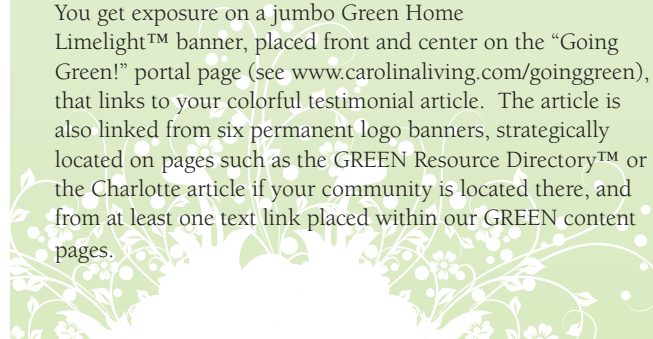 You get exposure on a jumbo Green Home
Limelight™ banner, placed front and center on the “Going
Green!” portal page (see www.carolinaliving.com/goinggreen),
that links to your colorful testimonial article.  The article is
also linked from six permanent logo banners, strategically
located on pages such as the GREEN Resource Directory™ or
the Charlotte article if your community is located there, and
from at least one text link placed within our GREEN content
pages.